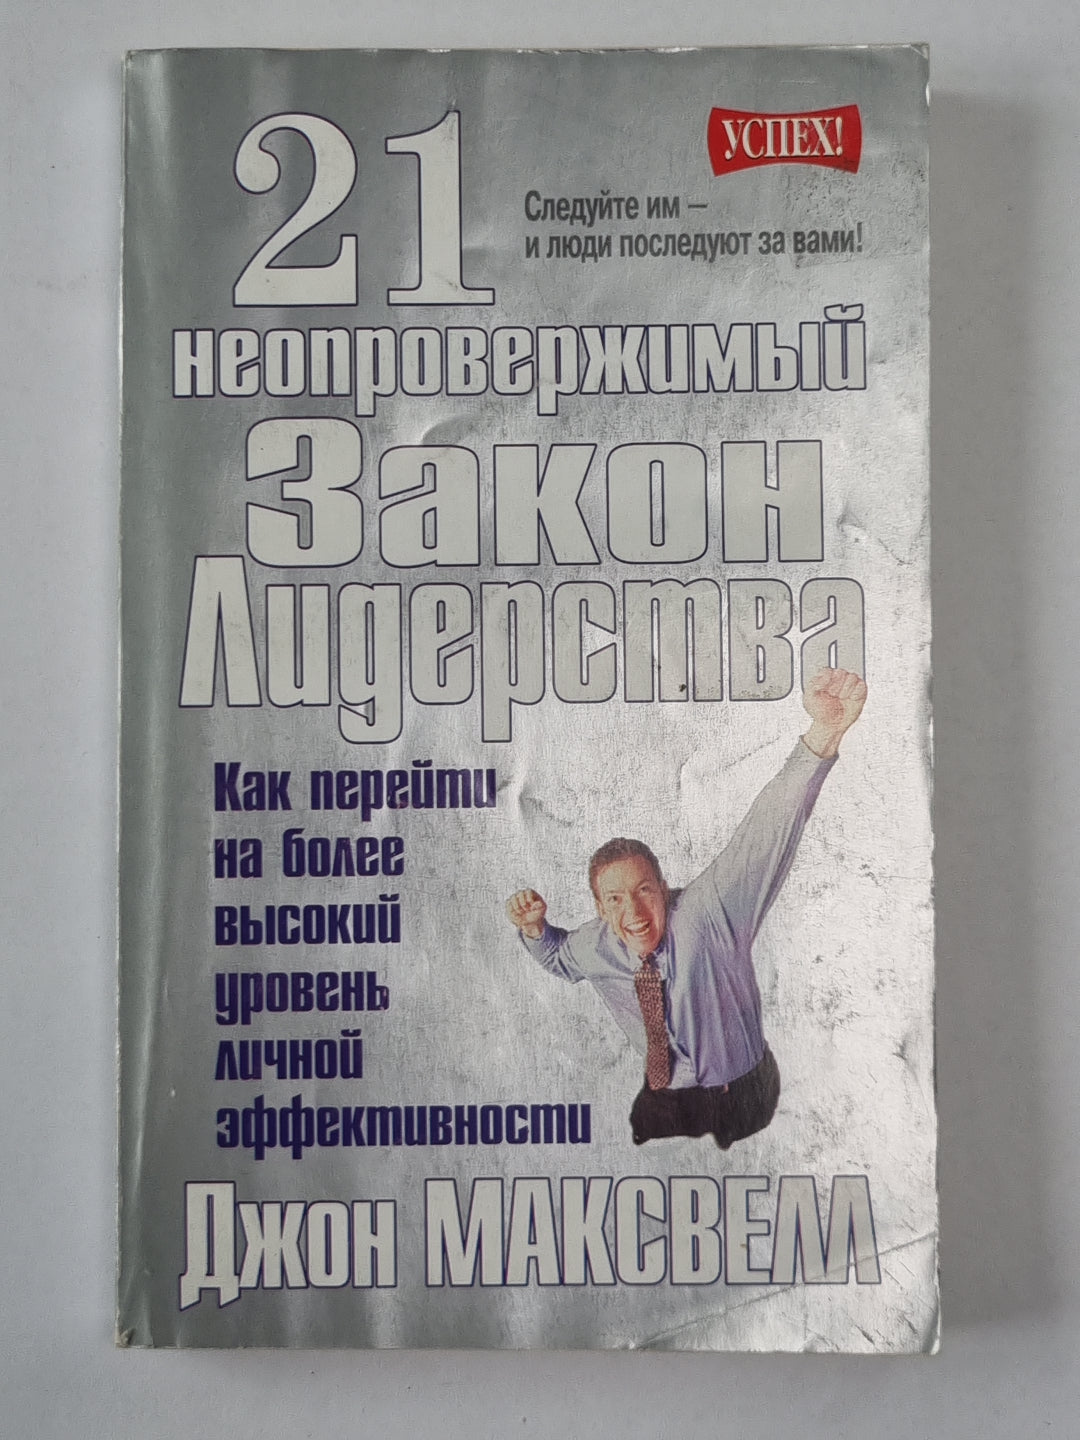 21
УСПЕХ!
Следуйте им –
и люди последуют за вами!
неопровержимый
Закон
Лидерства
Как перейти
на более
высокий
уровень
личной
эффективности
Джон МАКСВЕЛЛ